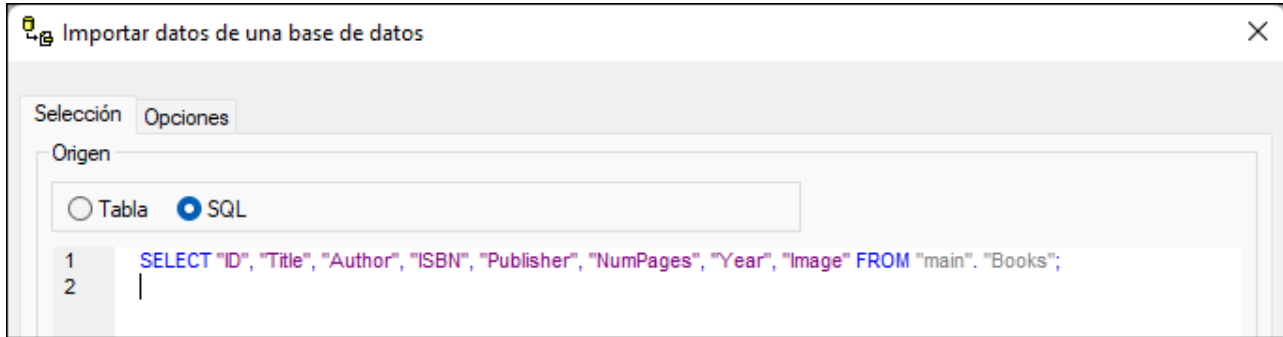 Importar datos de una base de datos
Selección Opciones
Origen
Tabla SQL
1 SELECT "ID", "Title", "Author", "ISBN", "Publisher", "NumPages", "Year", "Image" FROM "main". "Books";
2